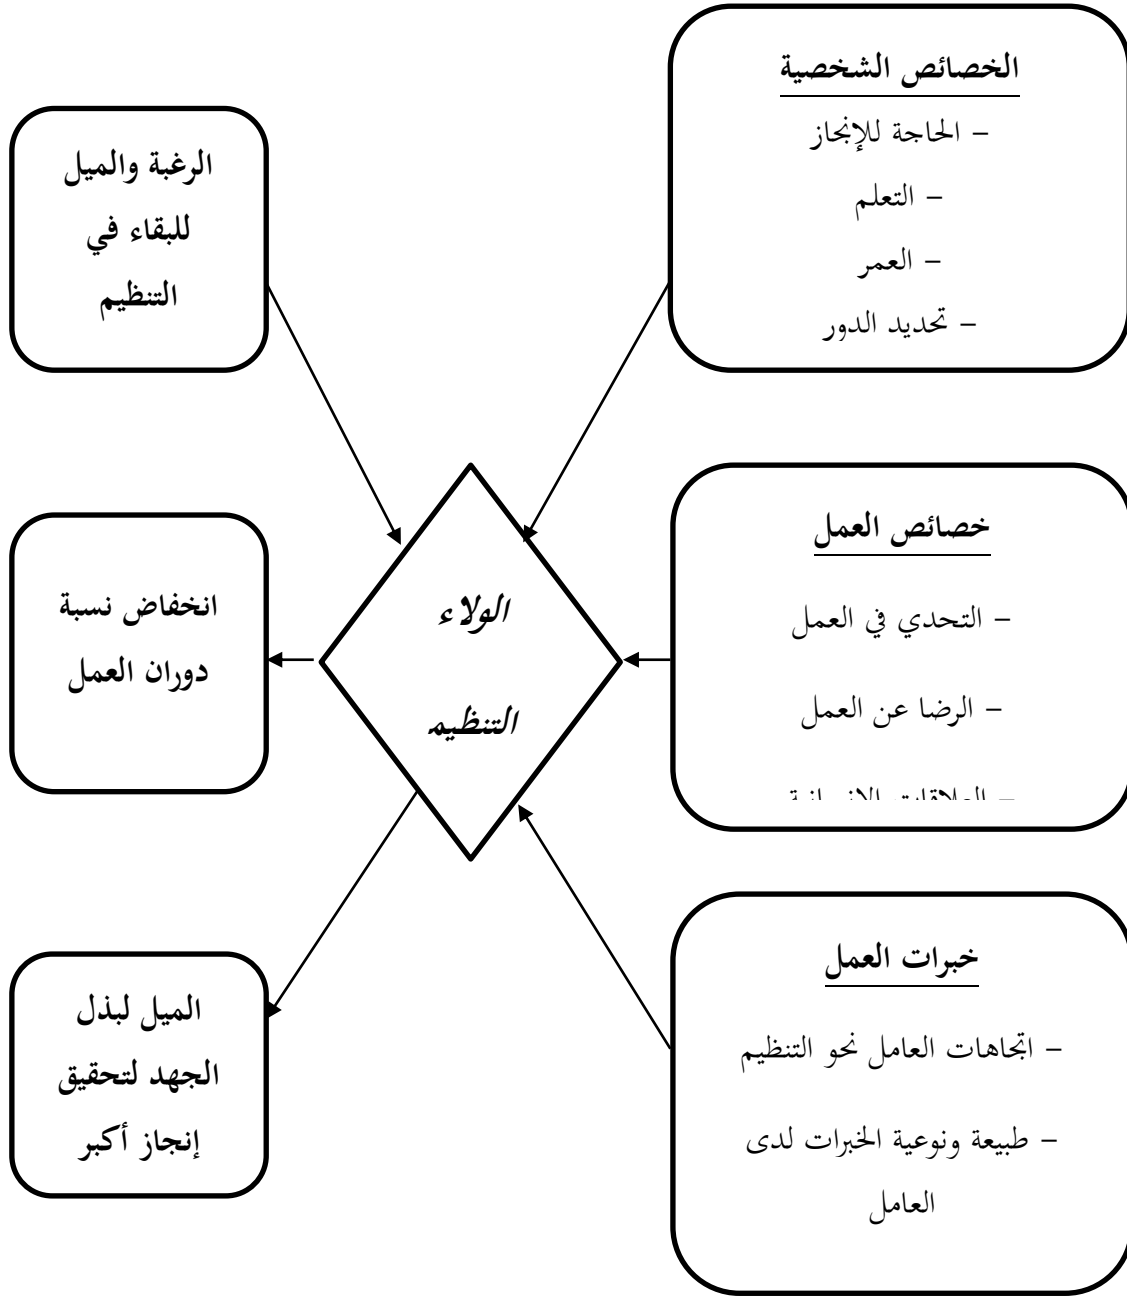 الخصائص الشخصية
– الحاجة للإنجاز
– التعلم
– العمر
– تحديد الدور
خصائص العمل
– التحدي في العمل
– الرضا عن العمل
– العلاقات الإنسانية
خبرات العمل
– اتجاهات العامل نحو التنظيم
– طبيعة ونوعية الخبرات لدى
العامل
الولاء
التنظيم
الرغبة والميل
للبقاء في
التنظيم
انخفاض نسبة
دوران العمل
الميل لبذل
الجهد لتحقيق
إنجاز أكبر